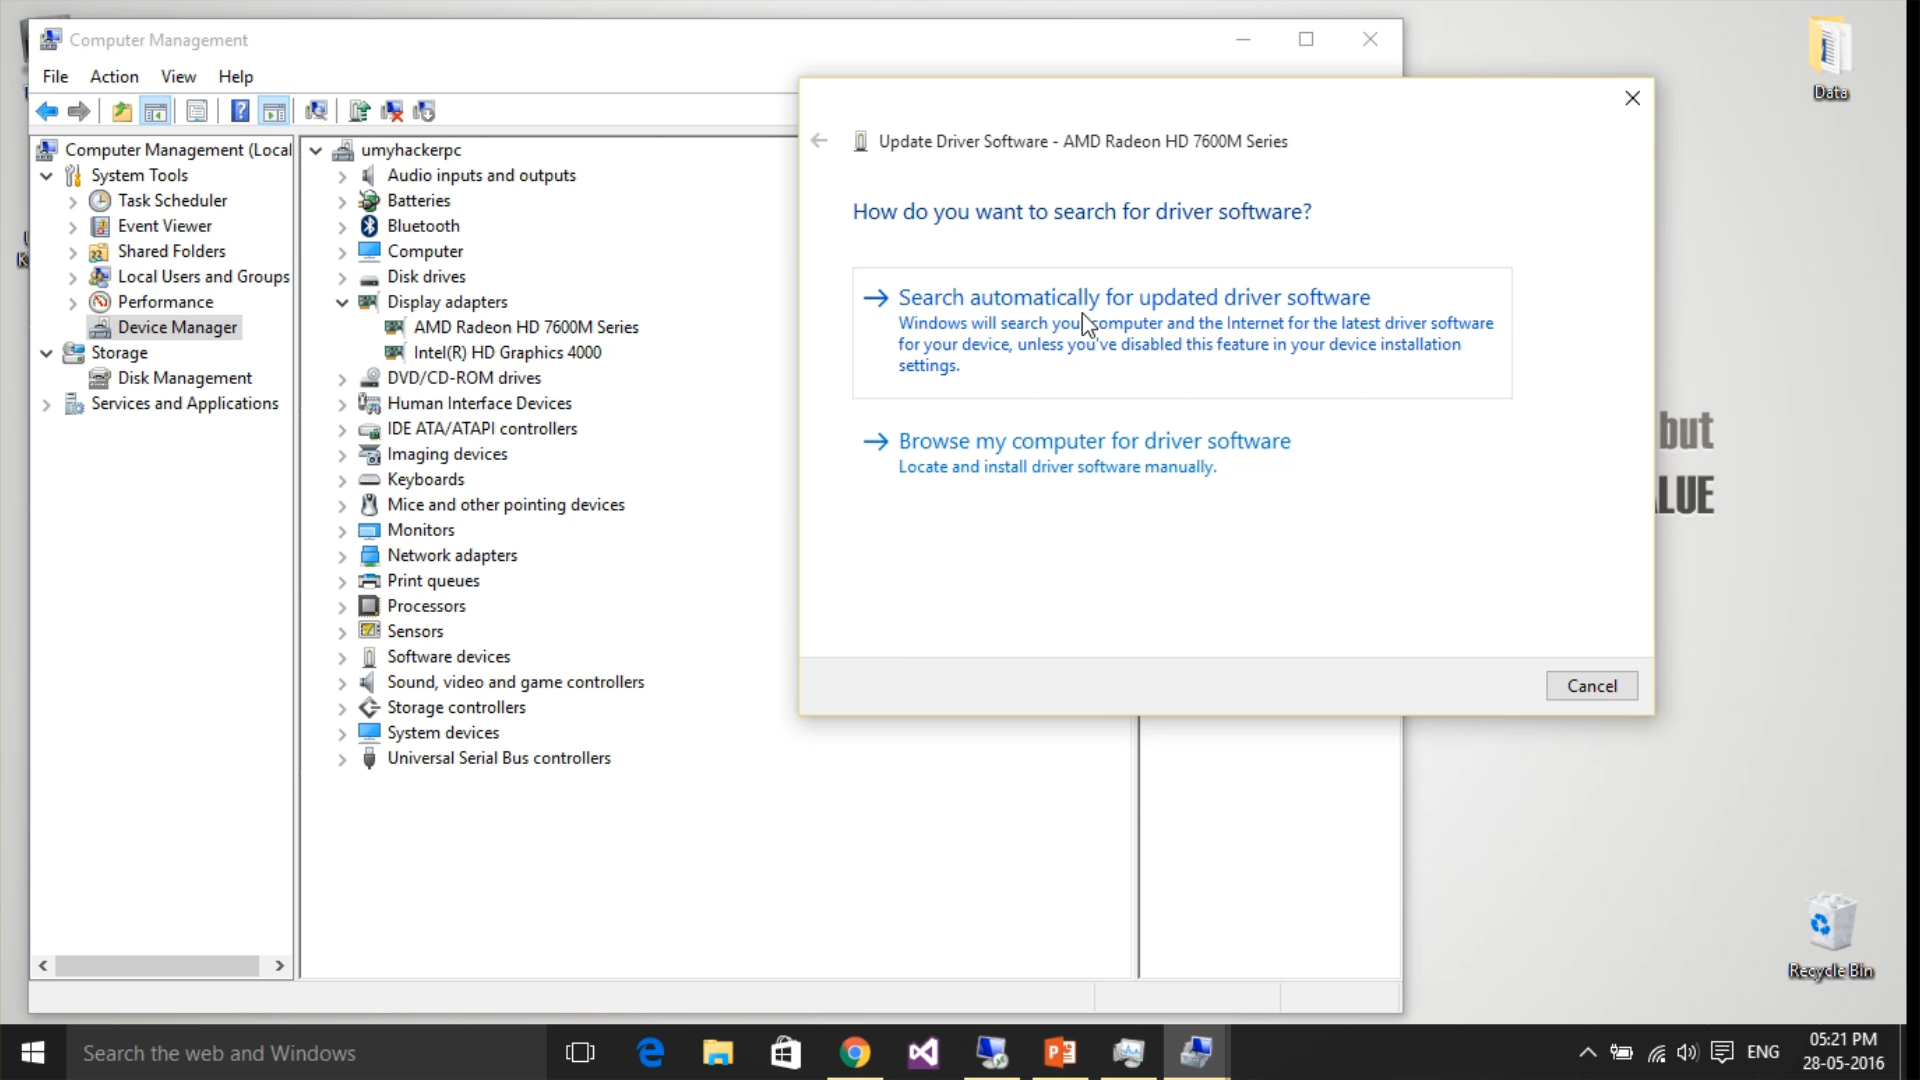 Computer Management
File Action View Help
Computer Management (Local
System Tools
Task Scheduler
Event Viewer
Shared Folders
Local Users and Groups
Performance
Device Manager
Storage
Disk Management
Services and Applications
umyhackerpc
Audio inputs and outputs
Batteries
Bluetooth
Computer
Disk drives
Display adapters
AMD Radeon HD 7600M Series
Intel(R) HD Graphics 4000
DVD/CD-ROM drives
Human Interface Devices
IDE ATA/ATAPI controllers
Imaging devices
Keyboards
Mice and other pointing devices
Monitors
Network adapters
Print queues
Processors
Sensors
Software devices
Sound, video and game controllers
Storage controllers
System devices
Universal Serial Bus controllers
Update Driver Software - AMD Radeon HD 7600M Series
How do you want to search for driver software?
Search automatically for updated driver software
Windows will search your computer and the Internet for the latest driver software
for your device, unless you've disabled this feature in your device installation
settings.
Browse my computer for driver software
Locate and install driver software manually.
Cancel
Data
but
LUE
Recycle Bin
Search the web and Windows
ENG
05:21 PM
28-05-2016